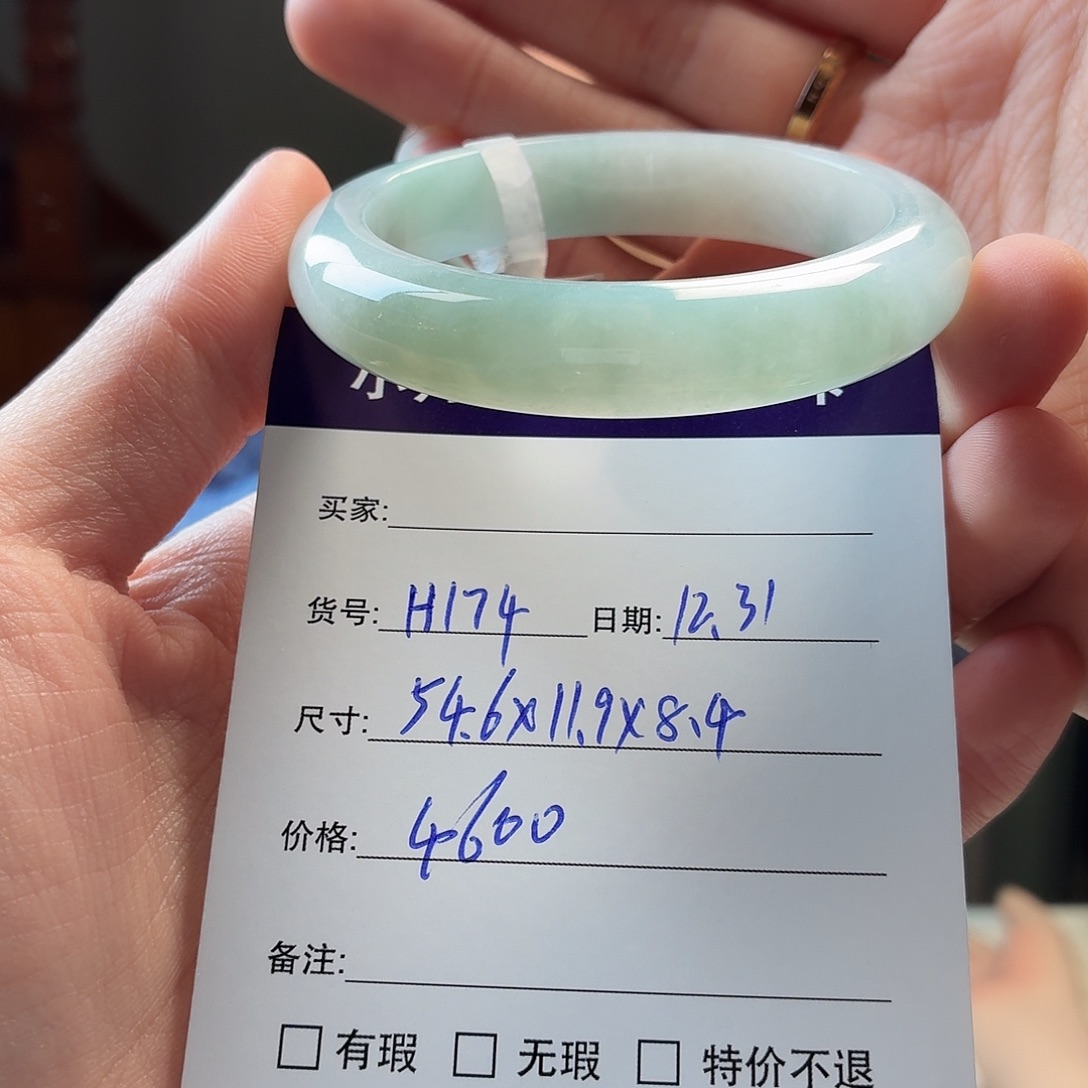 买家:
货号: H174 日期: 12.31
尺寸: 54.6x11.9x8.4
价格: 4600
备注:
□ 有瑕 □ 无瑕 □ 特价不退